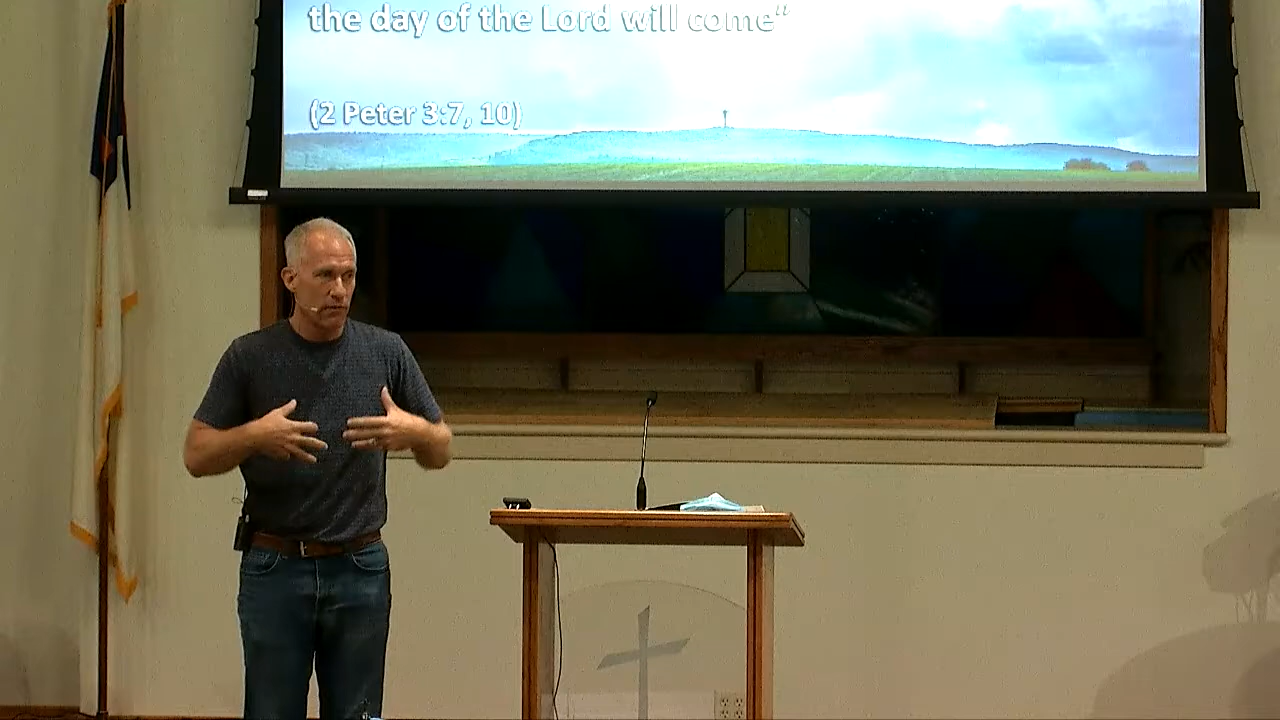 the day of the Lord will come“
(2 Peter 3:7, 10)